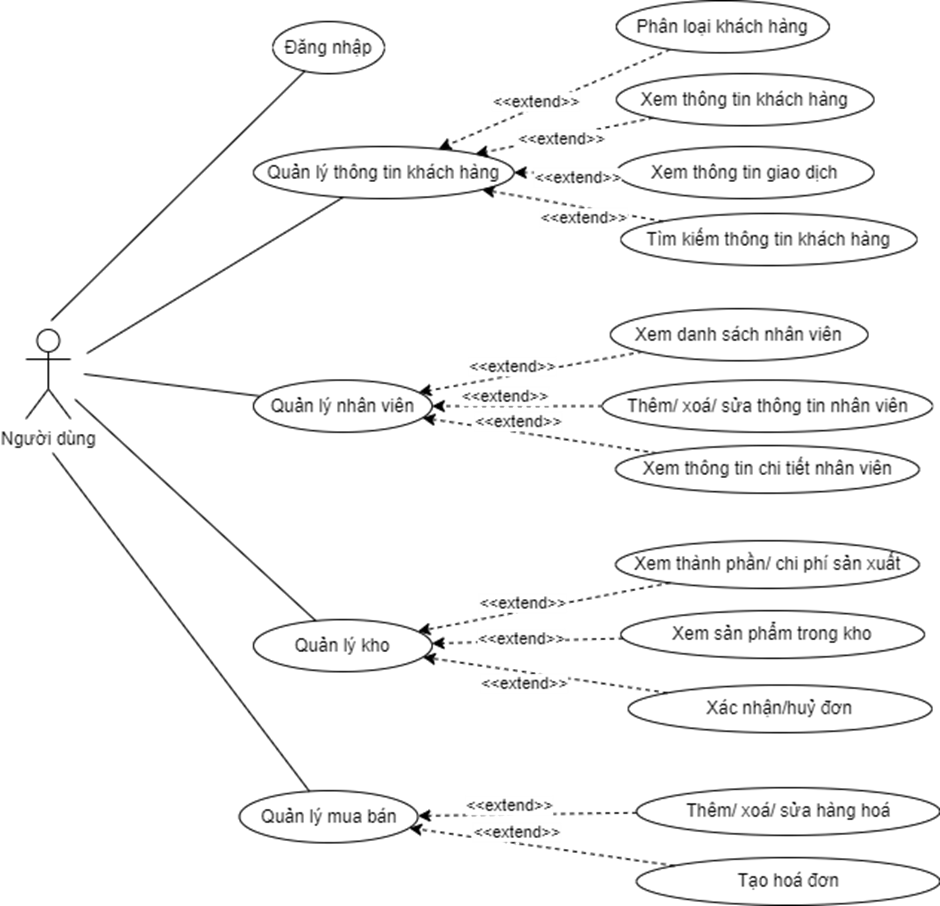 Đăng nhập
Phân loại khách hàng
<<extend>>
Xem thông tin khách hàng
<<extend>>
Quản lý thông tin khách hàng
<<extend>>
Xem thông tin giao dịch
<<extend>>
Tìm kiếm thông tin khách hàng
Xem danh sách nhân viên
<<extend>>
Quản lý nhân viên
<<extend>>
Thêm/ xoá/ sửa thông tin nhân viên
<<extend>>
Xem thông tin chi tiết nhân viên
Người dùng
Xem thành phần/ chi phí sản xuất
<<extend>>
Quản lý kho
<<extend>>
Xem sản phẩm trong kho
<<extend>>
Xác nhận/huỷ đơn
Quản lý mua bán
<<extend>>
Thêm/ xoá/ sửa hàng hoá
<<extend>>
Tạo hoá đơn